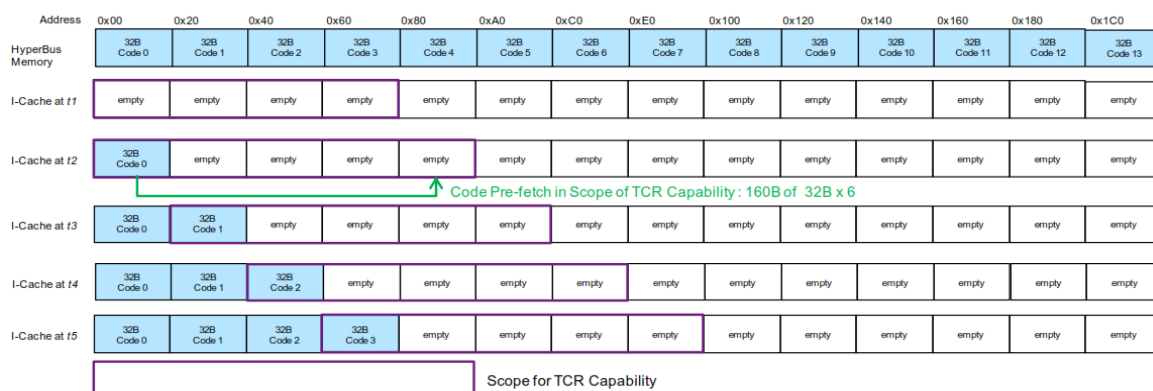 Address 0x00 0x20 0x40 0x60 0x80 0xA0 0xC0 0xE0 0x100 0x120 0x140 0x160 0x180 0x1C0
HyperBus Memory 32B Code 0 32B Code 1 32B Code 2 32B Code 3 32B Code 4 32B Code 5 32B Code 6 32B Code 7 32B Code 8 32B Code 9 32B Code 10 32B Code 11 32B Code 12 32B Code 13
I-Cache at t1 empty empty empty empty empty empty empty empty empty empty empty empty empty empty
I-Cache at t2 32B Code 0 empty empty empty empty empty empty empty empty empty empty empty empty empty
Code Pre-fetch in Scope of TCR Capability : 160B of 32B x 6
I-Cache at t3 32B Code 0 32B Code 1 empty empty empty empty empty empty empty empty empty empty empty empty
I-Cache at t4 32B Code 0 32B Code 1 32B Code 2 empty empty empty empty empty empty empty empty empty empty empty
I-Cache at t5 32B Code 0 32B Code 1 32B Code 2 32B Code 3 empty empty empty empty empty empty empty empty empty empty
Scope for TCR Capability